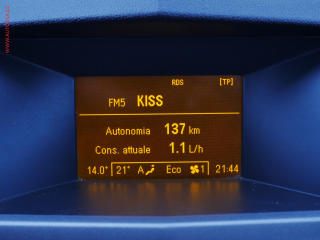 RDS [TP]
FM5 KISS
Autonomia 137 km
Cons. attuale 1.1 L/h
14.0° 21° A Eco 1 21:44